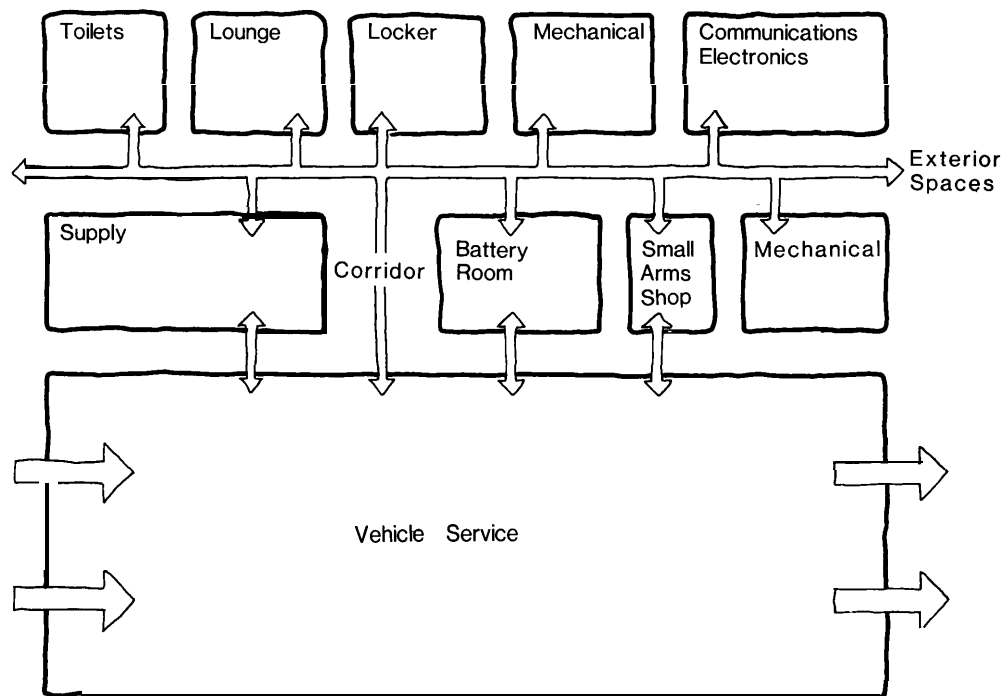 Toilets
Lounge
Locker
Mechanical
Communications
Electronics
Exterior
Spaces
Supply
Corridor
Battery
Room
Small
Arms
Shop
Mechanical
Vehicle Service